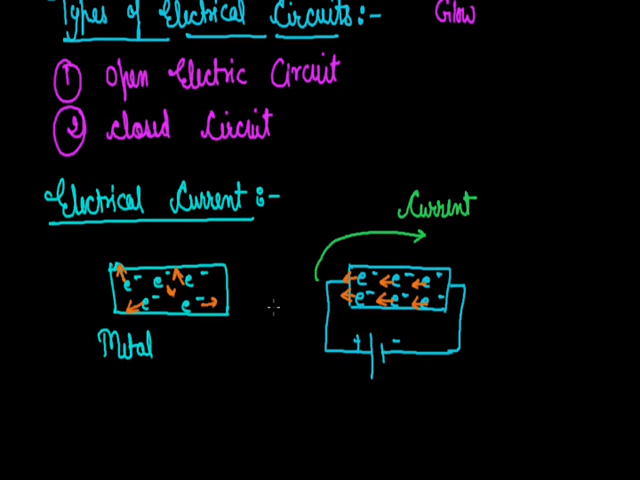 Types of Electrical Circuits:- Glow
① Open Electric Circuit
② Closed Circuit
Electrical Current:-
Current
e⁻ e⁻ e⁻ e⁻ e⁻ e⁻
e⁻ e⁻ e⁻ e⁻ e⁻
Metal + -